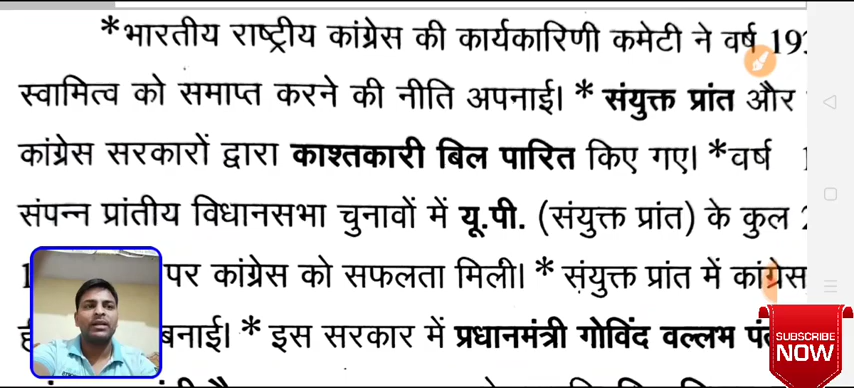 *भारतीय राष्ट्रीय कांग्रेस की कार्यकारिणी कमेटी ने वर्ष
स्वामित्व को समाप्त करने की नीति अपनाई। * संयुक्त प्रांत और
कांग्रेस सरकारों द्वारा काश्तकारी बिल पारित किए गए। *वर्ष
संपन्न प्रांतीय विधानसभा चुनावों में यू.पी. (संयुक्त प्रांत) के कुल
पर कांग्रेस को सफलता मिली। * संयुक्त प्रांत में कांग्रेस
बनाई। * इस सरकार में प्रधानमंत्री गोविंद वल्लभ
SUBSCRIBE
NOW